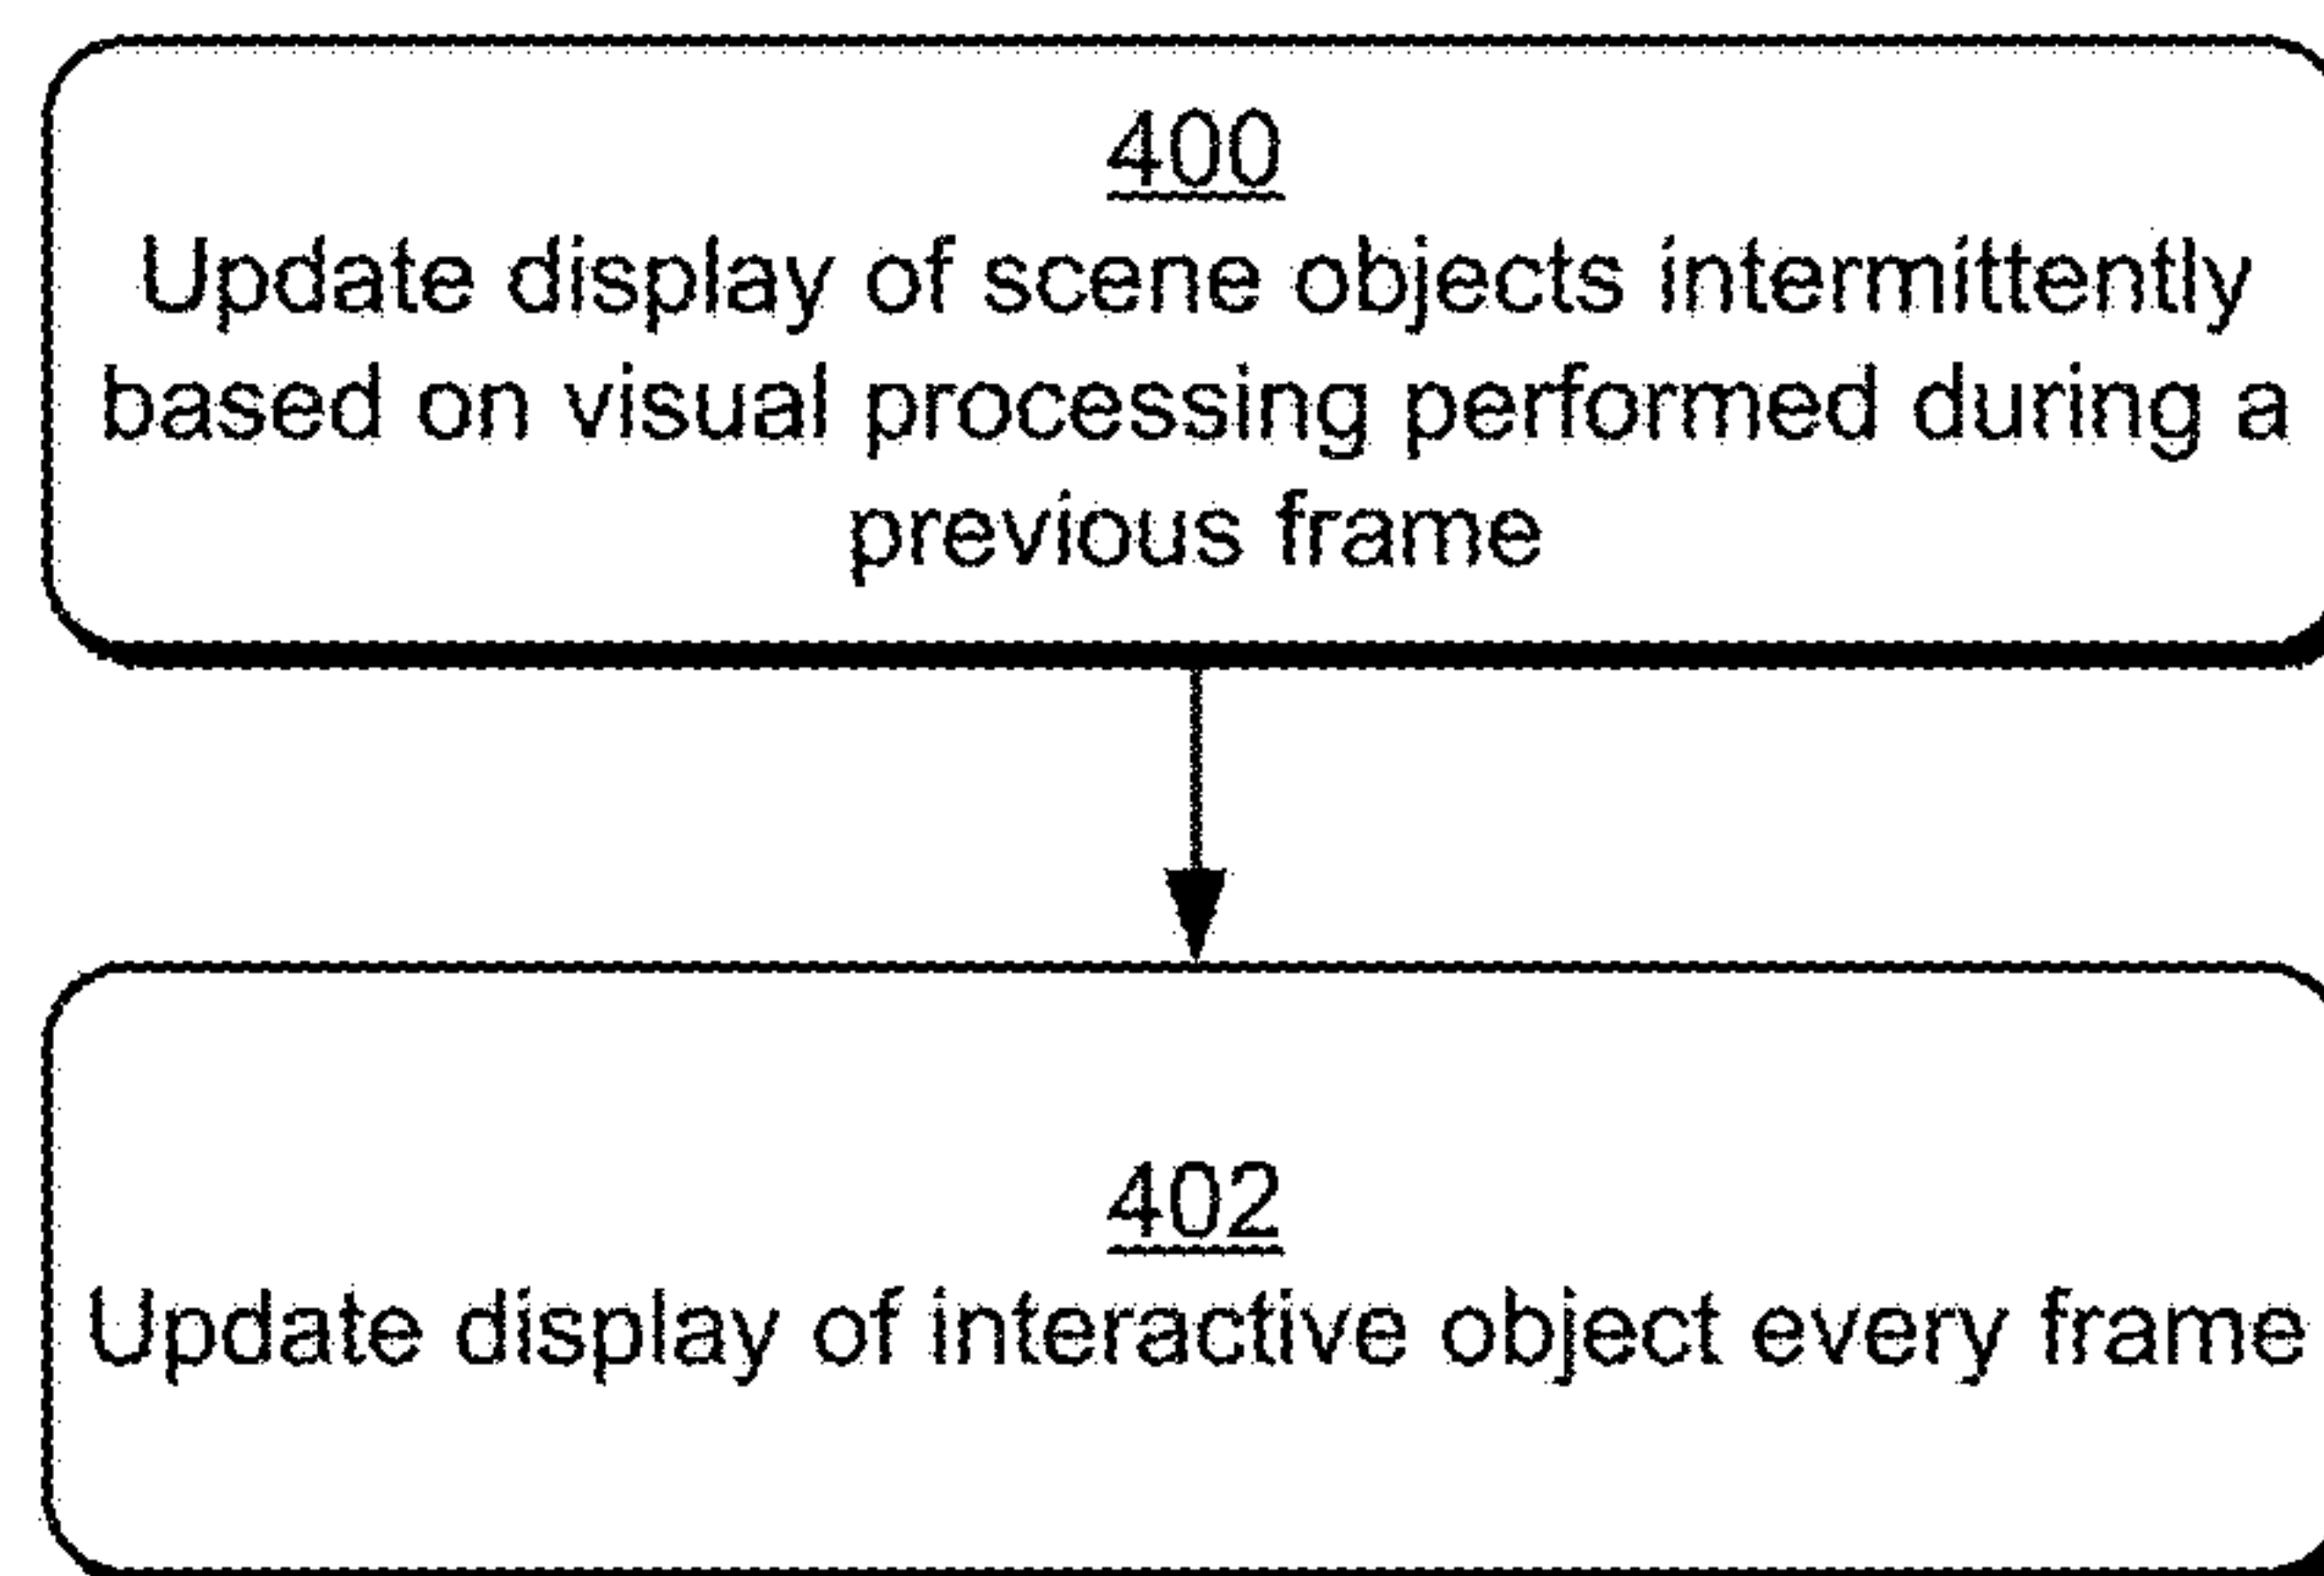 400
Update display of scene objects intermittently
based on visual processing performed during a
previous frame
402
Update display of interactive object every frame